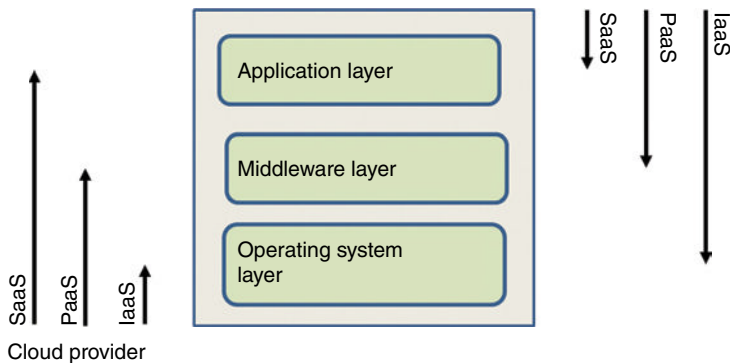 SaaS
PaaS
IaaS
Application layer
Middleware layer
Operating system
layer
SaaS
PaaS
IaaS
Cloud provider